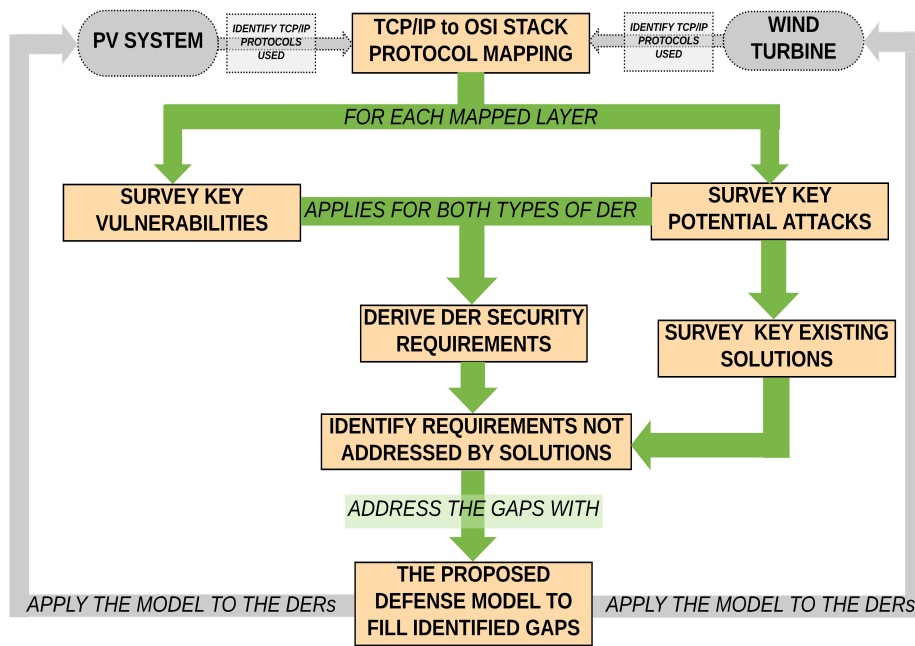 PV SYSTEM
IDENTIFY TCP/IP
PROTOCOLS
USED
TCP/IP to OSI STACK
PROTOCOL MAPPING
IDENTIFY TCP/IP
PROTOCOLS
USED
WIND
TURBINE
FOR EACH MAPPED LAYER
SURVEY KEY
VULNERABILITIES
APPLIES FOR BOTH TYPES OF DER
SURVEY KEY
POTENTIAL ATTACKS
DERIVE DER SECURITY
REQUIREMENTS
SURVEY KEY EXISTING
SOLUTIONS
IDENTIFY REQUIREMENTS NOT
ADDRESSED BY SOLUTIONS
ADDRESS THE GAPS WITH
THE PROPOSED
DEFENSE MODEL TO
FILL IDENTIFIED GAPS
APPLY THE MODEL TO THE DERs
APPLY THE MODEL TO THE DERs